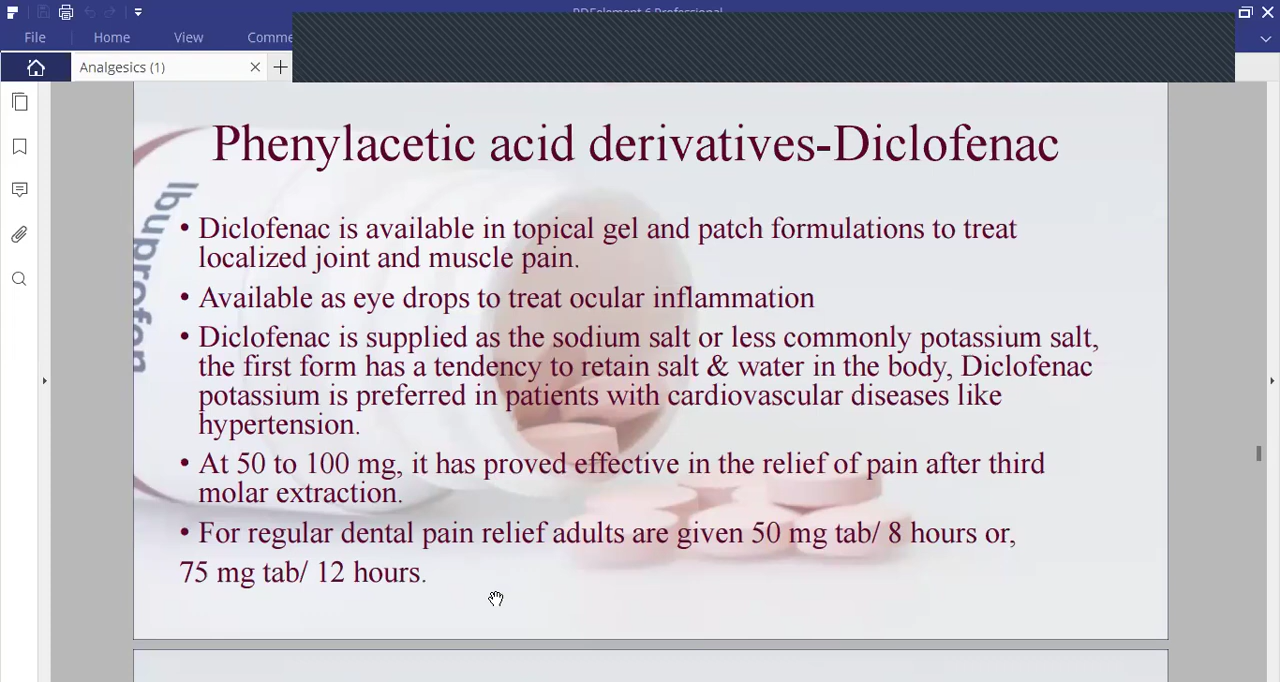 PDFelement 6 Professional
File Home View Comme
Analgesics (1)
Phenylacetic acid derivatives-Diclofenac
• Diclofenac is available in topical gel and patch formulations to treat
localized joint and muscle pain.
• Available as eye drops to treat ocular inflammation
• Diclofenac is supplied as the sodium salt or less commonly potassium salt,
the first form has a tendency to retain salt & water in the body, Diclofenac
potassium is preferred in patients with cardiovascular diseases like
hypertension.
• At 50 to 100 mg, it has proved effective in the relief of pain after third
molar extraction.
• For regular dental pain relief adults are given 50 mg tab/ 8 hours or,
75 mg tab/ 12 hours.
Ibuprofen